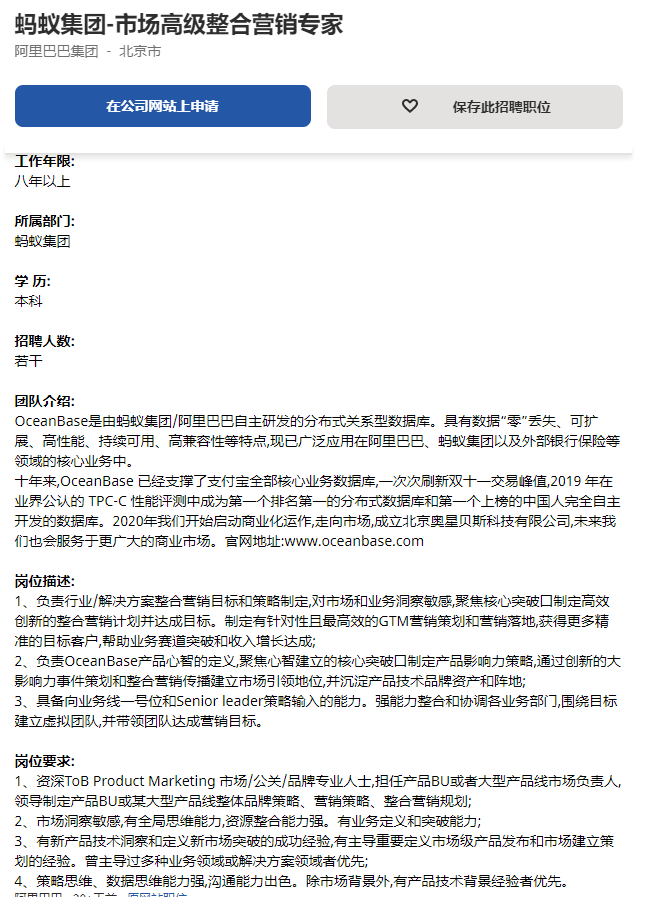 蚂蚁集团-市场高级整合营销专家
阿里巴巴集团 - 北京市
在公司网站上申请
保存此招聘职位
工作年限:
八年以上
所属部门:
蚂蚁集团
学 历:
本科
招聘人数:
若干
团队介绍:
OceanBase是由蚂蚁集团/阿里巴巴自主研发的分布式关系型数据库。具有数据“零”丢失、可扩
展、高性能、持续可用、高兼容性等特点,现已广泛应用在阿里巴巴、蚂蚁集团以及外部银行保险等
领域的核心业务中。
十年来,OceanBase 已经支撑了支付宝全部核心业务数据库,一次次刷新双十一交易峰值,2019 年在
业界公认的 TPC-C 性能评测中成为第一个排名第一的分布式数据库和第一个上榜的中国人完全自主
开发的数据库。2020年我们开始启动商业化运作,走向市场,成立北京奥星贝斯科技有限公司,未来我
们也会服务于更广大的商业市场。官网地址:www.oceanbase.com
岗位描述:
1、负责行业/解决方案整合营销目标和策略制定,对市场和业务洞察敏感,聚焦核心突破口制定高效
创新的整合营销计划并达成目标。制定有针对性且最高效的GTM营销策划和营销落地,获得更多精
准的目标客户,帮助业务赛道突破和收入增长达成;
2、负责OceanBase产品心智的定义,聚焦心智建立的核心突破口制定产品影响力策略,通过创新的大
影响力事件策划和整合营销传播建立市场引领地位,并沉淀产品技术品牌资产和阵地;
3、具备向业务线一号位和Senior leader策略输入的能力。强能力整合和协调各业务部门,围绕目标
建立虚拟团队,并带领团队达成营销目标。
岗位要求:
1、资深ToB Product Marketing 市场/公关/品牌专业人士,担任产品BU或者大型产品线市场负责人,
领导制定产品BU或某大型产品线整体品牌策略、营销策略、整合营销规划;
2、市场洞察敏感,有全局思维能力,资源整合能力强。有业务定义和突破能力;
3、有新产品技术洞察和定义新市场突破的成功经验,有主导重要定义市场级产品发布和市场建立策
划的经验。曾主导过多种业务领域或解决方案领域者优先;
4、策略思维、数据思维能力强,沟通能力出色。除市场背景外,有产品技术背景经验者优先。